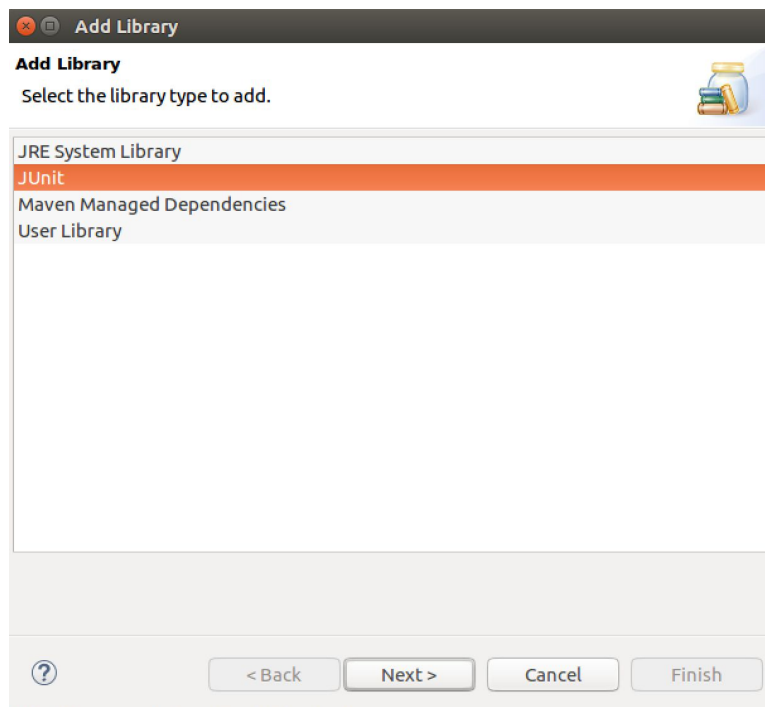 Add Library
Add Library
Select the library type to add.
JRE System Library
JUnit
Maven Managed Dependencies
User Library
?
< Back Next > Cancel Finish